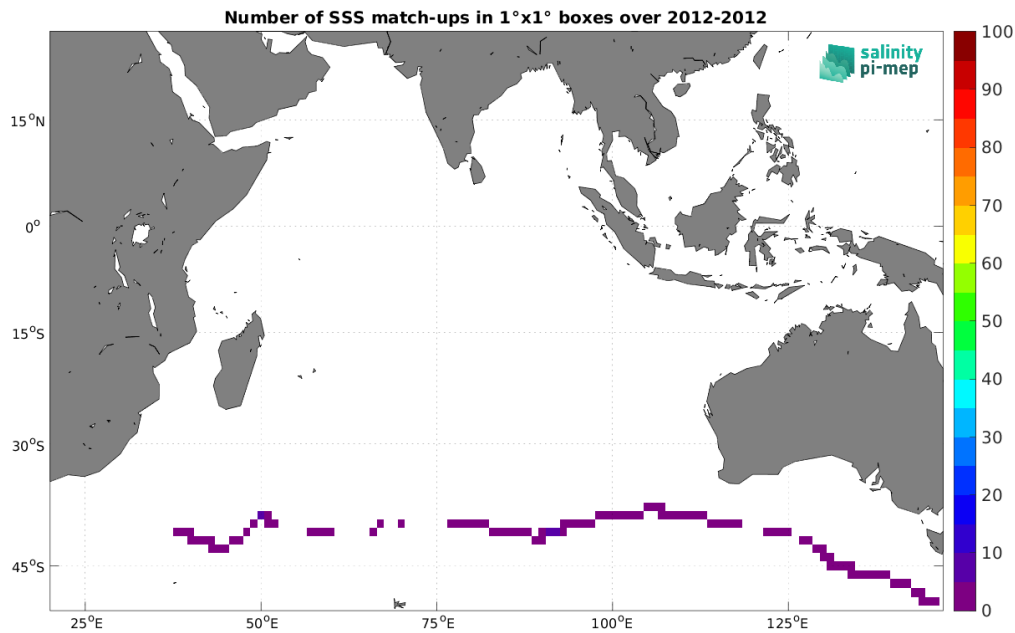 Number of SSS match-ups in 1°x1° boxes over 2012-2012
salinity
pi-mep
15°N
0°
15°S
30°S
45°S
25°E
50°E
75°E
100°E
125°E
100
90
80
70
60
50
40
30
20
10
0